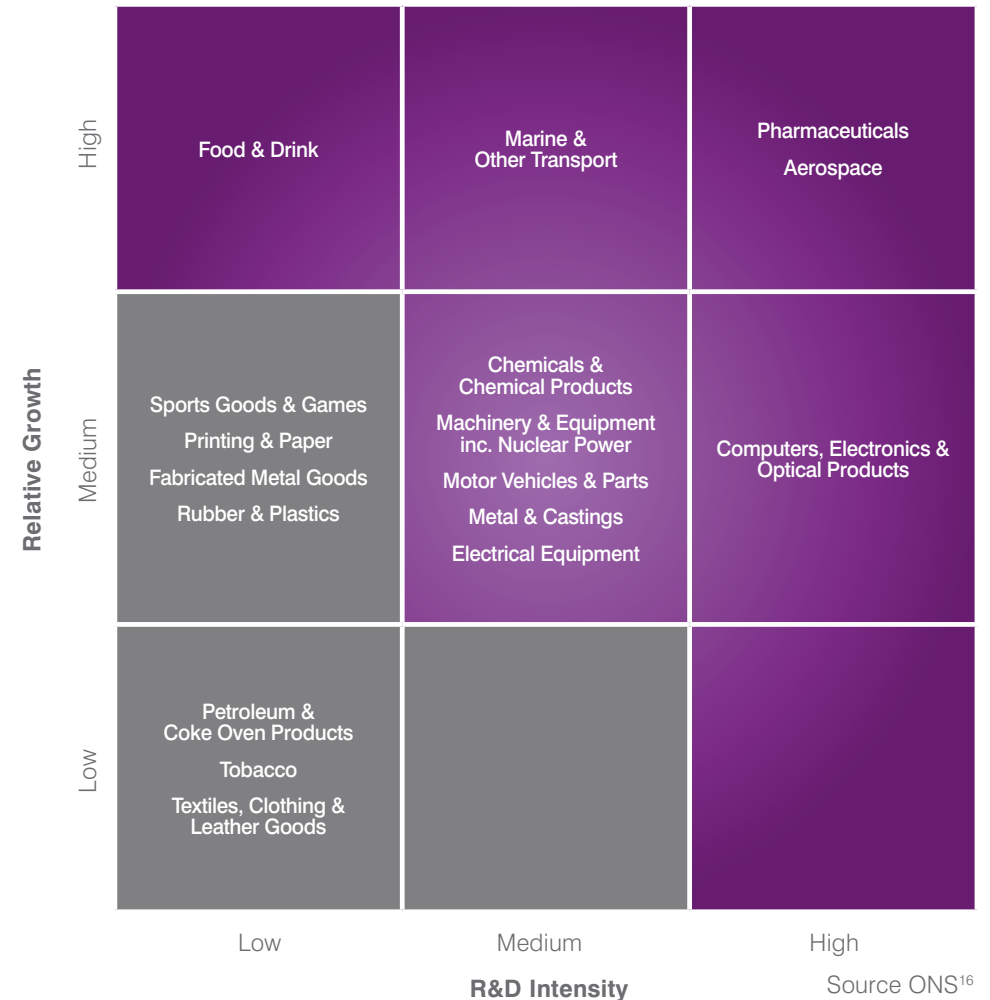 Relative Growth
High
Food & Drink
Marine &
Other Transport
Pharmaceuticals
Aerospace
Medium
Sports Goods & Games
Printing & Paper
Fabricated Metal Goods
Rubber & Plastics
Chemicals &
Chemical Products
Machinery & Equipment
inc. Nuclear Power
Motor Vehicles & Parts
Metal & Castings
Electrical Equipment
Computers, Electronics &
Optical Products
Low
Petroleum &
Coke Oven Products
Tobacco
Textiles, Clothing &
Leather Goods
Low
Medium
High
R&D Intensity
Source ONS¹⁶